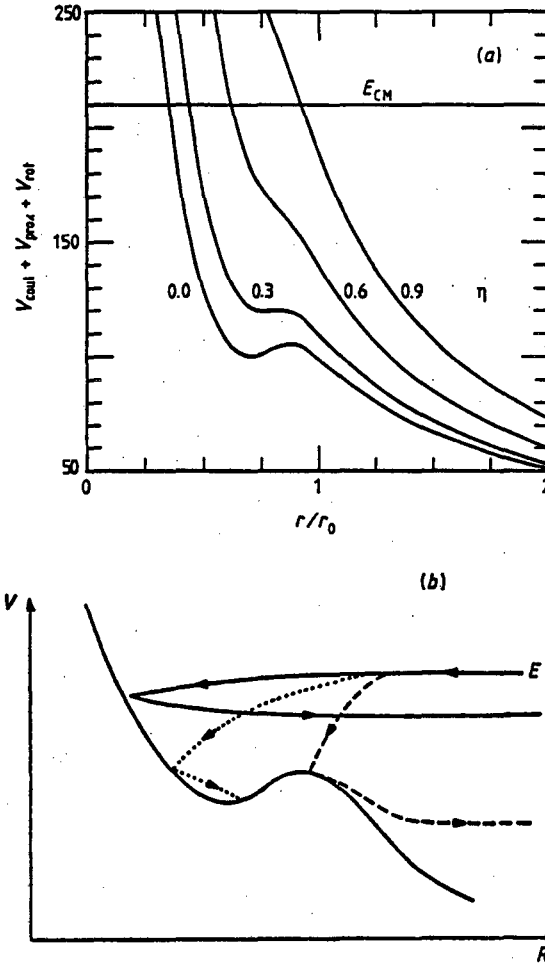 250
(a)
E_CM
150
0.0
0.3
0.6
0.9
η
V_coul + V_prox + V_rot
50
0
1
2
r/r_0
(b)
V
E
R